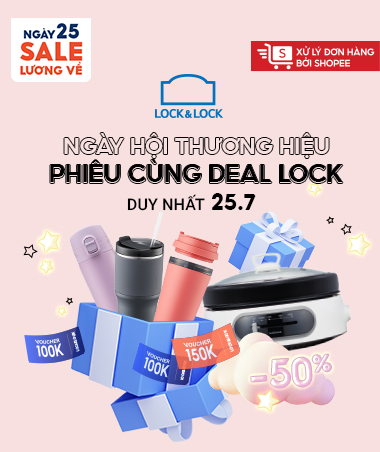 NGÀY 25
SALE
LƯƠNG VỀ
S
XỬ LÝ ĐƠN HÀNG
BỞI SHOPEE
LOCK&LOCK
NGÀY HỘI THƯƠNG HIỆU
PHIÊU CÙNG DEAL LOCK
DUY NHẤT 25.7
VOUCHER
100K
VOUCHER
100K
VOUCHER
150K
-50%